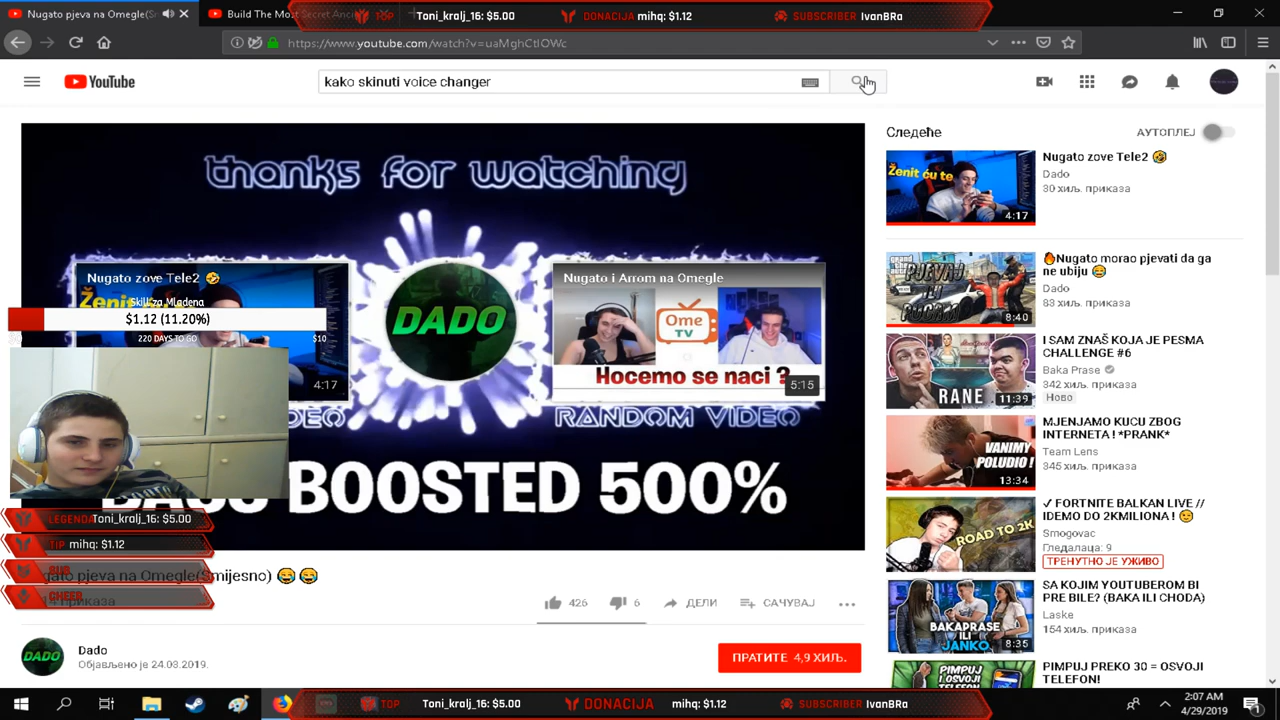 Nugato pjeva na Omegle(Sm
Build The Most Secret Anci
TOP Toni_kralj_16: $5.00 DONACIJA mihq: $1.12 SUBSCRIBER IvanBRa
https://www.youtube.com/watch?v=uaMghCtIOWc
YouTube
kako skinuti voice changer
thanks for watching
Nugato zove Tele2 🤣
Ženit
4:17
Skill za Mladena
$1.12 (11.20%)
220 DAYS TO GO $10
DADO
Nugato i Arrom na Omegle
Ome TV
Hocemo se naci ?
5:15
RANDOM VIDEO
BOOSTED 500%
LEGENDA Toni_kralj_16: $5.00
TIP mihq: $1.12
SUB
CHEER
gato pjeva na Omegle(Smijesno) 😂 😂
приказа
426
6
ДЕЛИ
САЧУВАЈ
Dado
Објављено је 24.03.2019.
ПРАТИТЕ 4,9 ХИЉ.
Следеће
АУТОПЛЕЈ
Ženit ću te
4:17
Nugato zove Tele2 🤣
Dado
30 хиљ. приказа
PJEVAJ ILI PUCAM
8:40
🔥Nugato morao pjevati da ga ne ubiju 😂
Dado
83 хиљ. приказа
RANE
11:39
I SAM ZNAŠ KOJA JE PESMA CHALLENGE #6
Baka Prase
342 хиљ. приказа
Ново
VANIMY POLUDIO !
13:34
MJENJAMO KUCU ZBOG INTERNETA ! *PRANK*
Team Lens
345 хиљ. приказа
ROAD TO 2K
✓ FORTNITE BALKAN LIVE // IDEMO DO 2KMILIONA ! 😊
Smogovac
Гледалаца: 9
ТРЕНУТНО ЈЕ УЖИВО
BAKAPRASE ILI JANKO
8:35
SA KOJIM YOUTUBEROM BI PRE BILE? (BAKA ILI CHODA)
Laske
154 хиљ. приказа
PIMPUJ I OSVOJI TELEFON!
PIMPUJ PREKO 30 = OSVOJI TELEFON!
TOP Toni_kralj_16: $5.00 DONACIJA mihq: $1.12 SUBSCRIBER IvanBRa
2:07 AM
4/29/2019